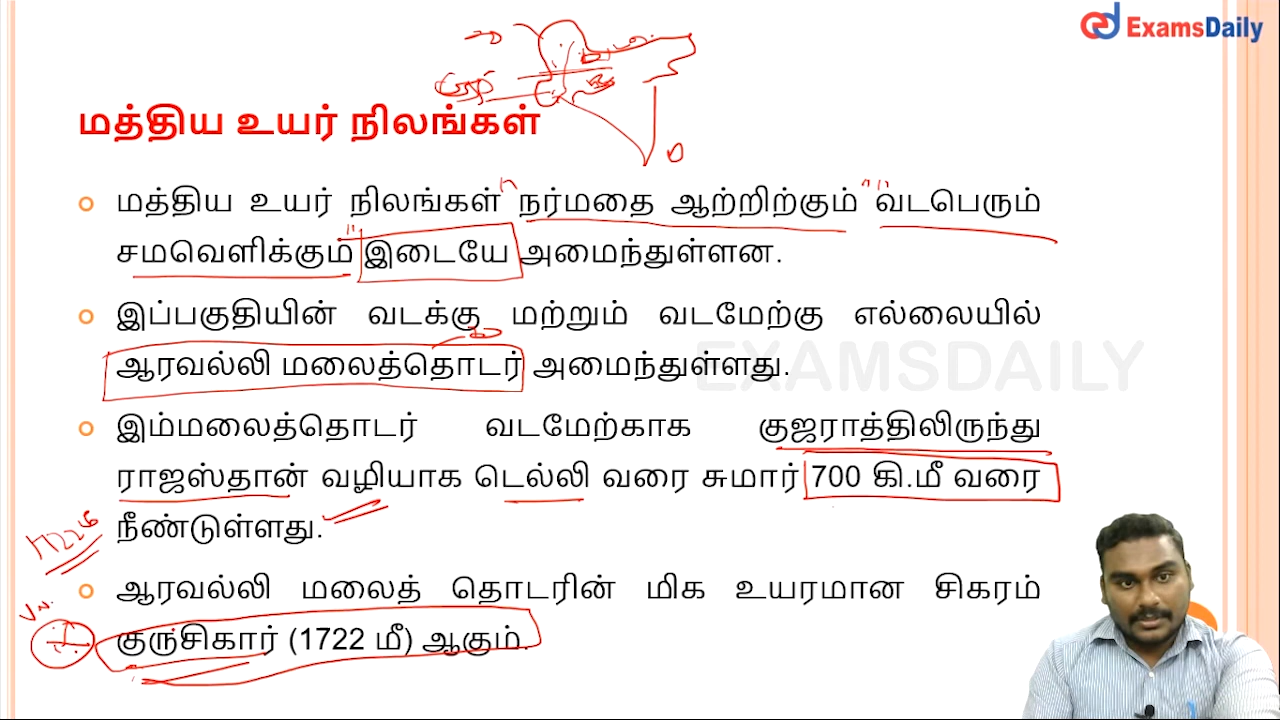 ExamsDaily
மத்திய உயர் நிலங்கள்
மத்திய உயர் நிலங்கள் நர்மதை ஆற்றிற்கும் வடபெரும்
சமவெளிக்கும் இடையே அமைந்துள்ளன.
இப்பகுதியின் வடக்கு மற்றும் வடமேற்கு எல்லையில்
ஆரவல்லி மலைத்தொடர் அமைந்துள்ளது.
EXAMSDAILY
இம்மலைத்தொடர் வடமேற்காக குஜராத்திலிருந்து
ராஜஸ்தான் வழியாக டெல்லி வரை சுமார் 700 கி.மீ வரை
நீண்டுள்ளது.
ஆரவல்லி மலைத் தொடரின் மிக உயரமான சிகரம்
குருசிகார் (1722 மீ) ஆகும்.